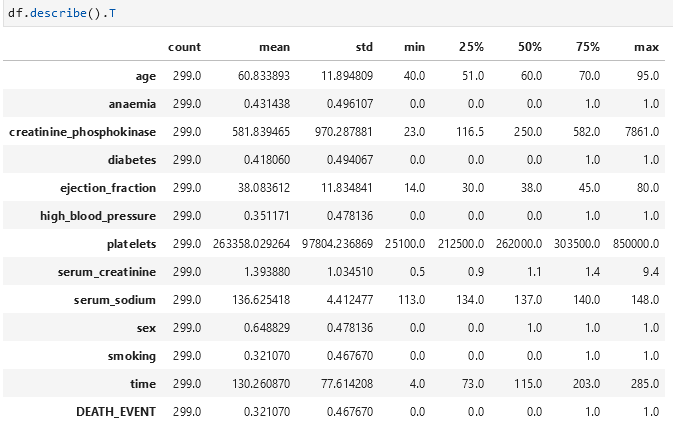 df.describe().T
count mean std min 25% 50% 75% max
age 299.0 60.833893 11.894809 40.0 51.0 60.0 70.0 95.0
anaemia 299.0 0.431438 0.496107 0.0 0.0 0.0 1.0 1.0
creatinine_phosphokinase 299.0 581.839465 970.287881 23.0 116.5 250.0 582.0 7861.0
diabetes 299.0 0.418060 0.494067 0.0 0.0 0.0 1.0 1.0
ejection_fraction 299.0 38.083612 11.834841 14.0 30.0 38.0 45.0 80.0
high_blood_pressure 299.0 0.351171 0.478136 0.0 0.0 0.0 1.0 1.0
platelets 299.0 263358.029264 97804.236869 25100.0 212500.0 262000.0 303500.0 850000.0
serum_creatinine 299.0 1.393880 1.034510 0.5 0.9 1.1 1.4 9.4
serum_sodium 299.0 136.625418 4.412477 113.0 134.0 137.0 140.0 148.0
sex 299.0 0.648829 0.478136 0.0 0.0 1.0 1.0 1.0
smoking 299.0 0.321070 0.467670 0.0 0.0 0.0 1.0 1.0
time 299.0 130.260870 77.614208 4.0 73.0 115.0 203.0 285.0
DEATH_EVENT 299.0 0.321070 0.467670 0.0 0.0 0.0 1.0 1.0